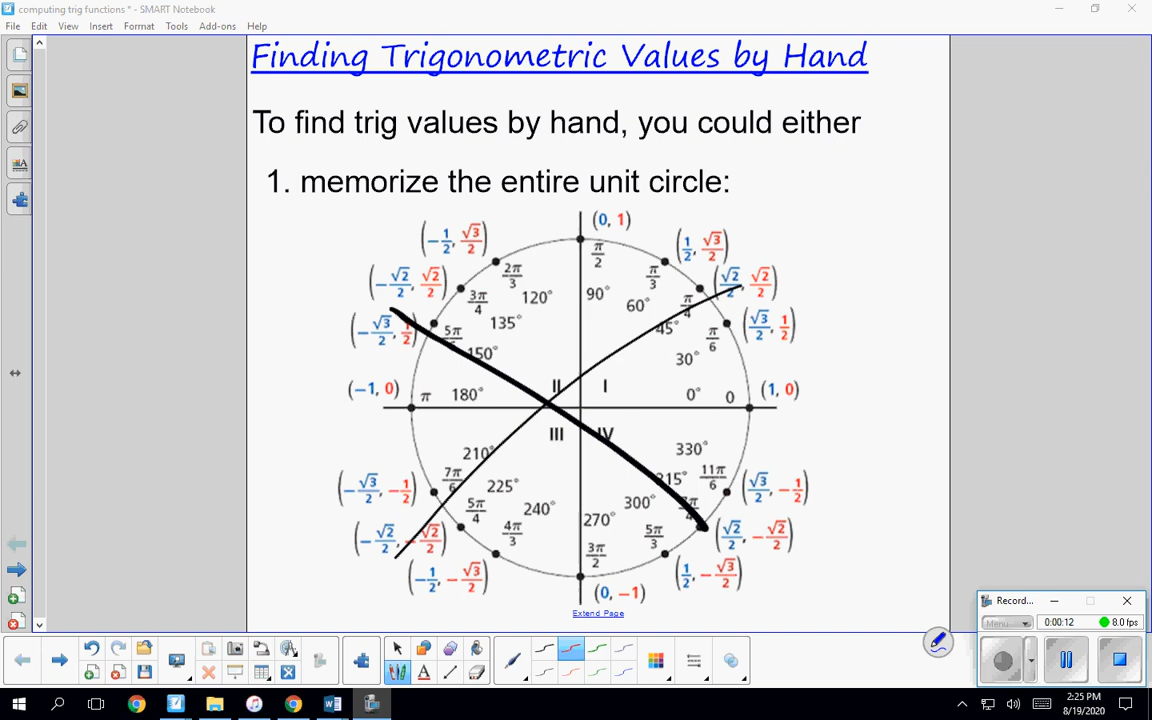 computing trig functions * - SMART Notebook
File Edit View Insert Format Tools Add-ons Help
Finding Trigonometric Values by Hand
To find trig values by hand, you could either
1. memorize the entire unit circle:
(0, 1)
(-1/2, √3/2) (1/2, √3/2)
(-√2/2, √2/2) (√2/2, √2/2)
(-√3/2, 1/2) (√3/2, 1/2)
2π/3 π/2 π/3
3π/4 120° 90° 60° π/4
135° 45°
5π/6 150° 30° π/6
II I
(-1, 0) π 180° 0° 0 (1, 0)
III IV
210° 330°
7π/6 225° 315° 11π/6
(-√3/2, -1/2) (√3/2, -1/2)
5π/4 240° 270° 300° 7π/4
4π/3 3π/2 5π/3
(-√2/2, -√2/2) (√2/2, -√2/2)
(-1/2, -√3/2) (1/2, -√3/2)
(0, -1)
Extend Page
Record...
Menu 0:00:12 8.0 fps
A
2:25 PM
8/19/2020